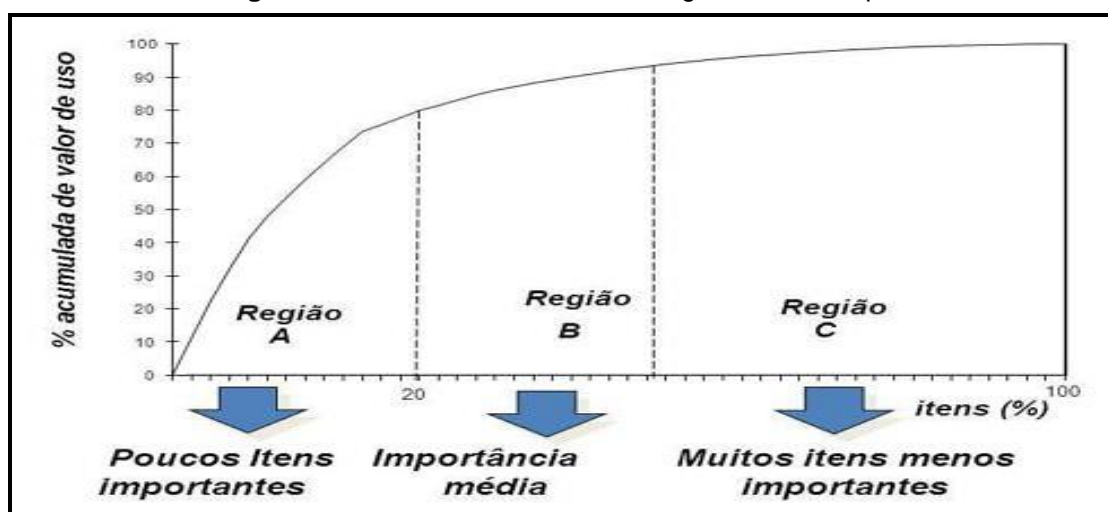 % acumulada de valor de uso
100
90
80
70
60
50
40
30
20
10
0
Região
A
Região
B
Região
C
20
100
itens (%)
Poucos Itens
importantes
Importância
média
Muitos itens menos
importantes